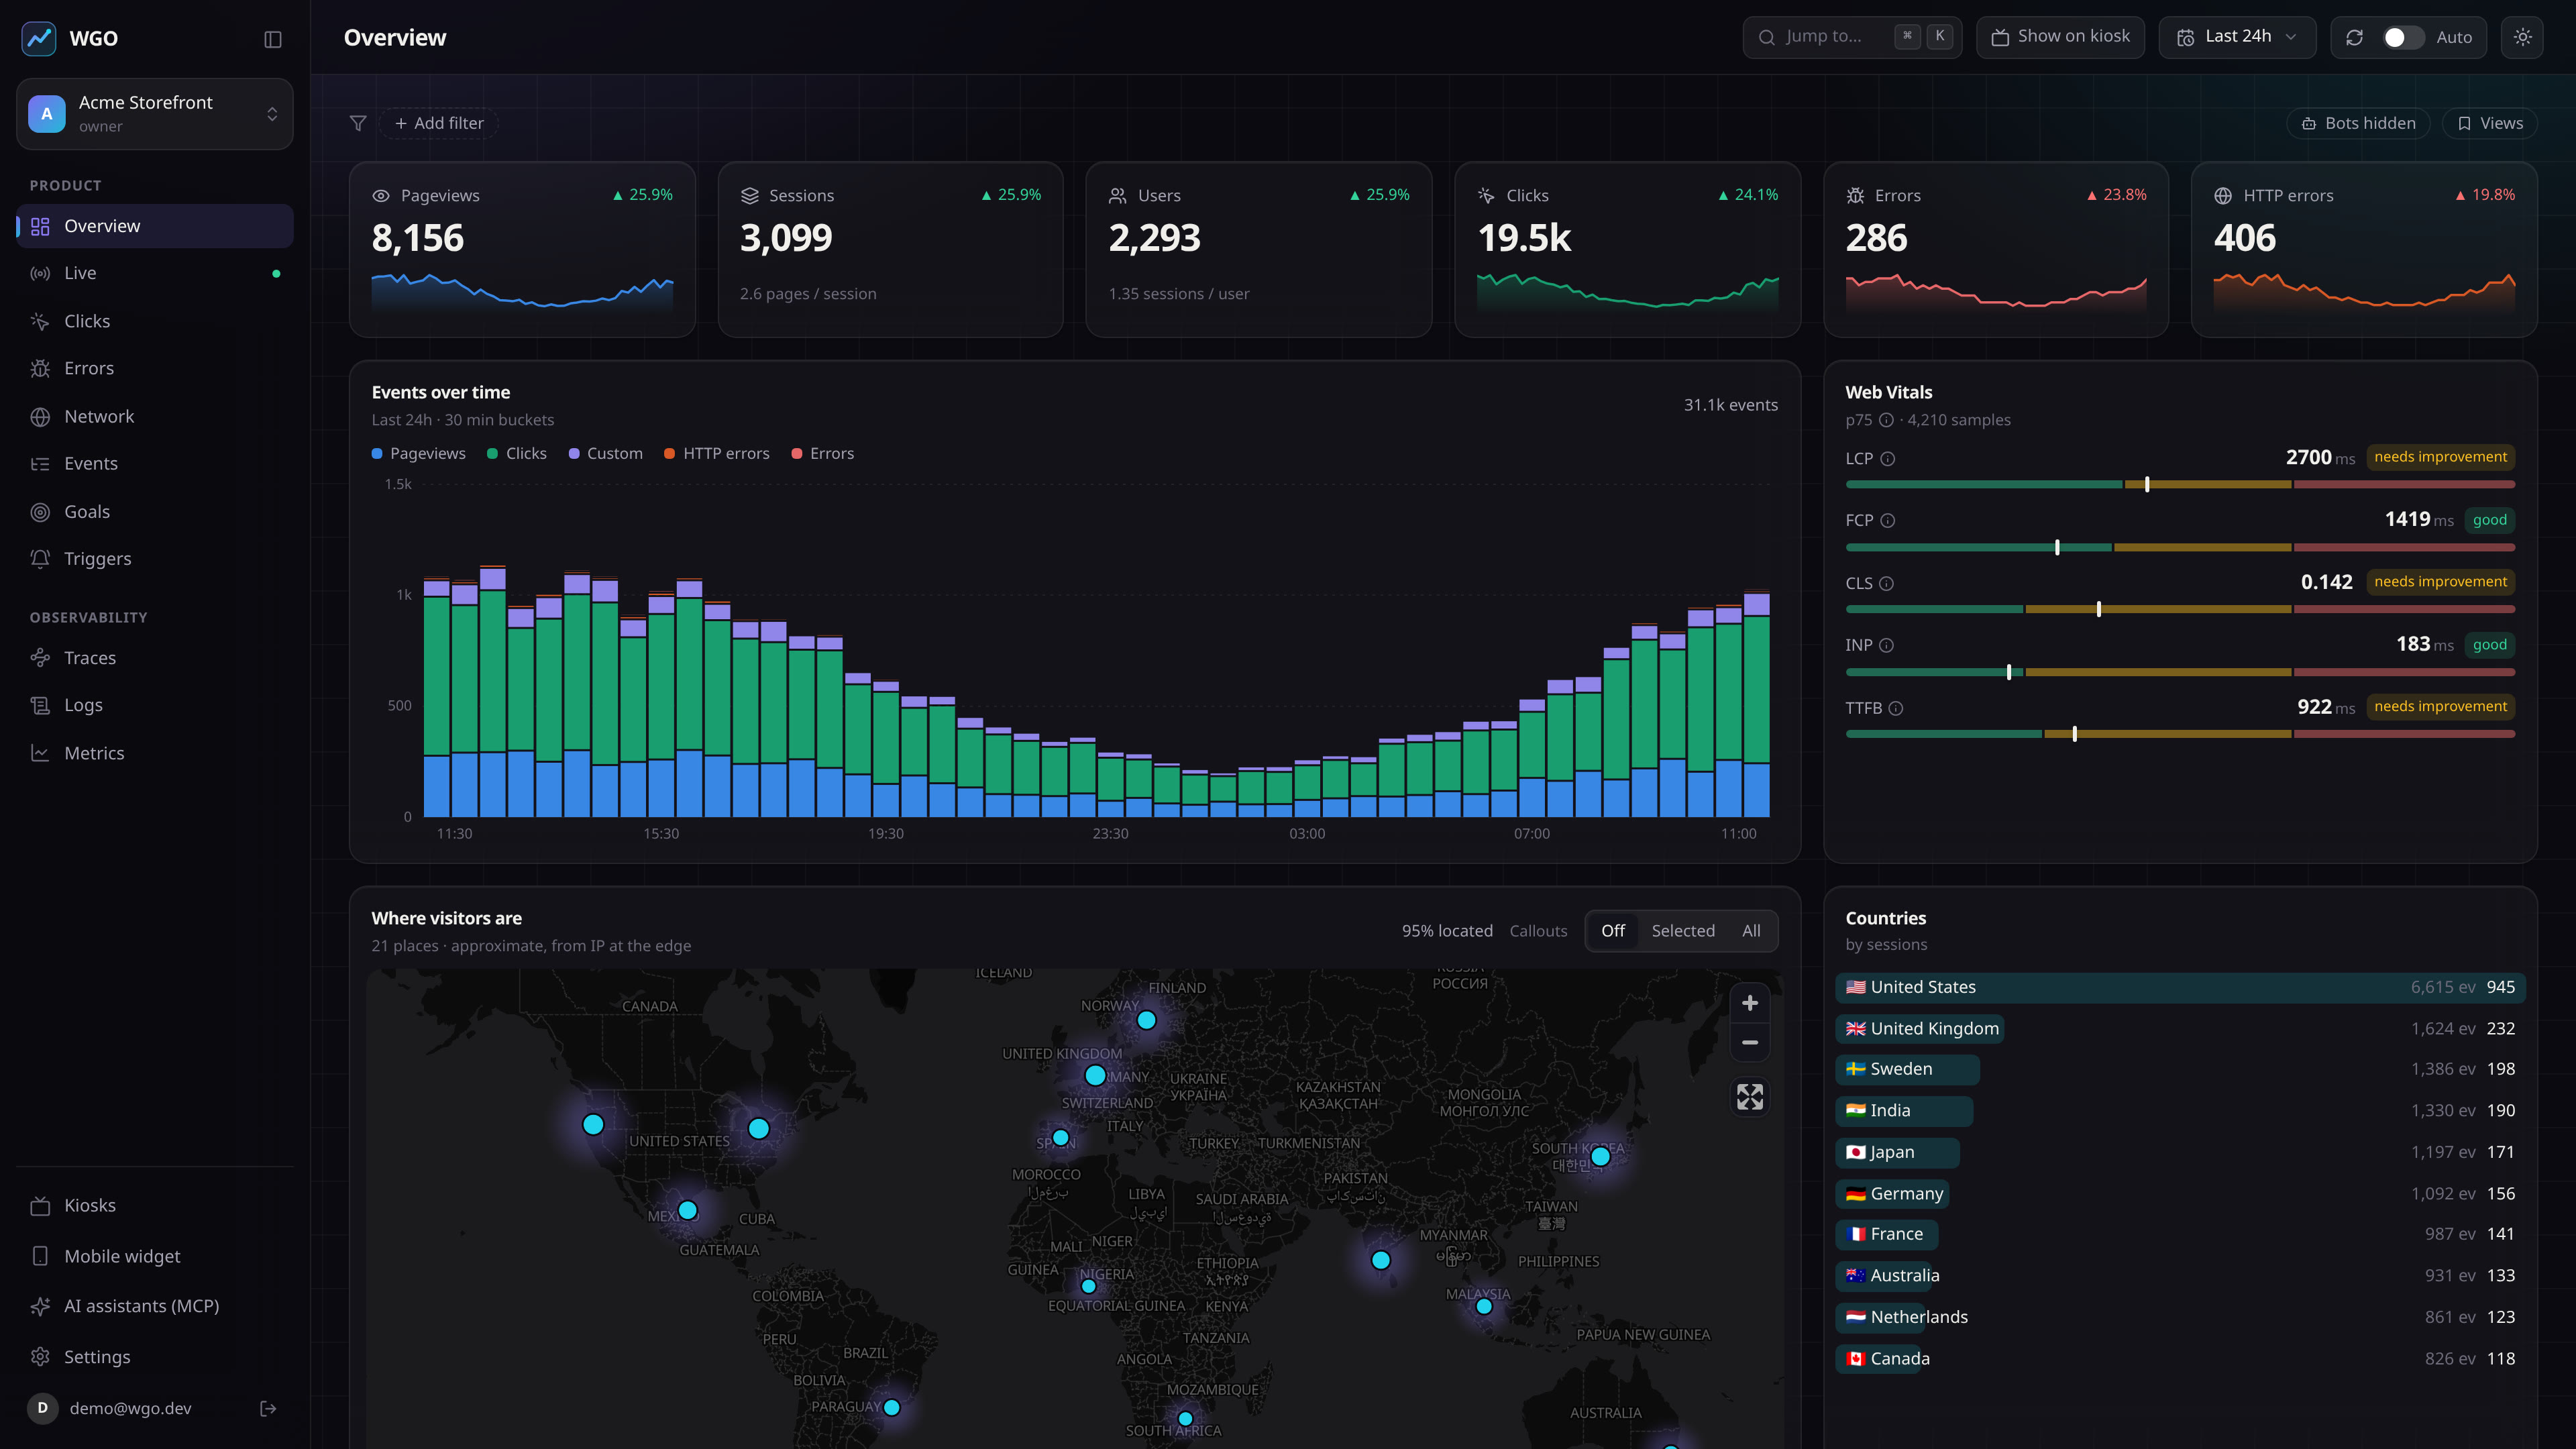 WGO
Acme Storefront
owner
A
PRODUCT
Overview
Live
Clicks
Errors
Network
Events
Goals
Triggers
OBSERVABILITY
Traces
Logs
Metrics
Kiosks
Mobile widget
AI assistants (MCP)
Settings
D demo@wgo.dev
Overview
Jump to... ⌘ K
Show on kiosk
Last 24h
Auto
+ Add filter
Bots hidden
Views
Pageviews ▲ 25.9%
8,156
Sessions ▲ 25.9%
3,099
2.6 pages / session
Users ▲ 25.9%
2,293
1.35 sessions / user
Clicks ▲ 24.1%
19.5k
Errors ▲ 23.8%
286
HTTP errors ▲ 19.8%
406
Events over time
Last 24h · 30 min buckets
31.1k events
Pageviews Clicks Custom HTTP errors Errors
1.5k
1k
500
0
11:30 15:30 19:30 23:30 03:00 07:00 11:00
Web Vitals
p75 · 4,210 samples
LCP 2700 ms needs improvement
FCP 1419 ms good
CLS 0.142 needs improvement
INP 183 ms good
TTFB 922 ms needs improvement
Where visitors are
21 places · approximate, from IP at the edge
95% located Callouts Off Selected All
ICELAND
РОССИЯ
FINLAND
CANADA
NORWAY
UNITED KINGDOM
UKRAINE
УКРАЇНА
KAZAKHSTAN
ҚАЗАҚСТАН
MONGOLIA
МОНГОЛ УЛС
SWITZERLAND
ITALY
UNITED STATES
TURKEY
TURKMENISTAN
MOROCCO
PAKISTAN
LIBYA
SAUDI ARABIA
TAIWAN
臺灣
CUBA
GUATEMALA
MALI
NIGER
MYANMAR
GUINEA
NIGERIA
ETHIOPIA
PHILIPPINES
COLOMBIA
EQUATORIAL GUINEA
KENYA
MALAYSIA
PERU
TANZANIA
PAPUA NEW GUINEA
BRAZIL
ANGOLA
BOLIVIA
MOZAMBIQUE
PARAGUAY
AUSTRALIA
SOUTH AFRICA
Countries
by sessions
United States 6,615 ev 945
United Kingdom 1,624 ev 232
Sweden 1,386 ev 198
India 1,330 ev 190
Japan 1,197 ev 171
Germany 1,092 ev 156
France 987 ev 141
Australia 931 ev 133
Netherlands 861 ev 123
Canada 826 ev 118